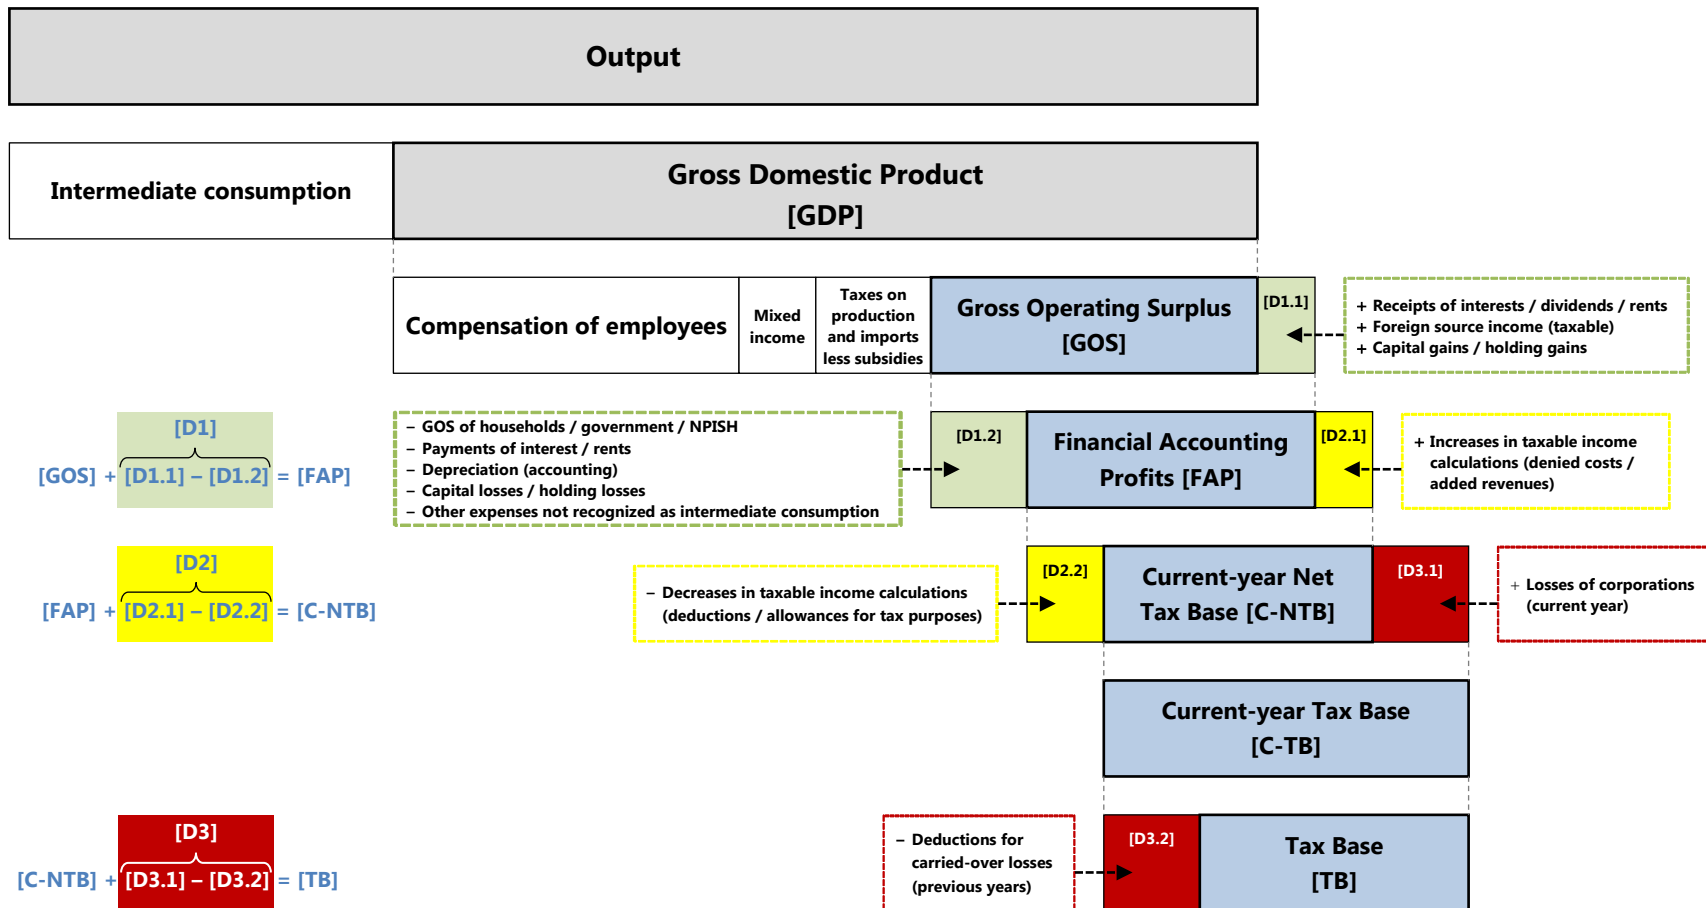 Output
Intermediate consumption
Gross Domestic Product
[GDP]
Compensation of employees
Mixed
income
Taxes on
production
and imports
less subsidies
Gross Operating Surplus
[GOS]
[D1.1]
+ Receipts of interests / dividends / rents
+ Foreign source income (taxable)
+ Capital gains / holding gains
[D1]
[GOS] + [D1.1] – [D1.2] = [FAP]
– GOS of households / government / NPISH
– Payments of interest / rents
– Depreciation (accounting)
– Capital losses / holding losses
– Other expenses not recognized as intermediate consumption
[D1.2]
Financial Accounting
Profits [FAP]
[D2.1]
+ Increases in taxable income
calculations (denied costs /
added revenues)
[D2]
[FAP] + [D2.1] – [D2.2] = [C-NTB]
– Decreases in taxable income calculations
(deductions / allowances for tax purposes)
[D2.2]
Current-year Net
Tax Base [C-NTB]
[D3.1]
+ Losses of corporations
(current year)
Current-year Tax Base
[C-TB]
[D3]
[C-NTB] + [D3.1] – [D3.2] = [TB]
– Deductions for
carried-over losses
(previous years)
[D3.2]
Tax Base
[TB]